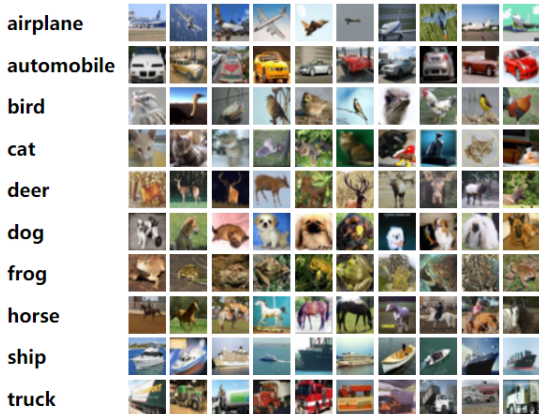 airplane
automobile
bird
cat
deer
dog
frog
horse
ship
truck